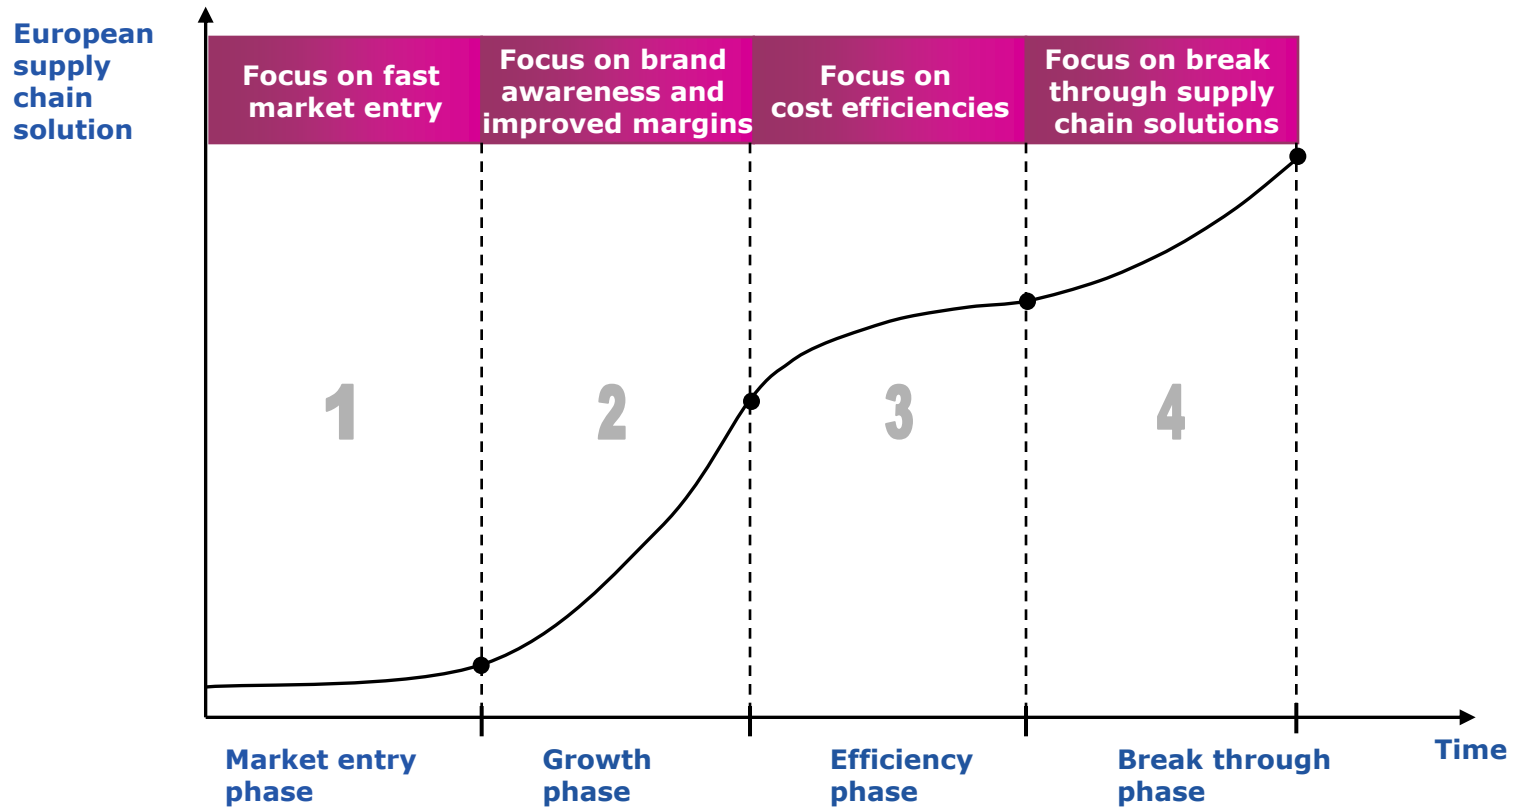 European
supply
chain
solution
Focus on fast
market entry
Focus on brand
awareness and
improved margins
Focus on
cost efficiencies
Focus on break
through supply
chain solutions
1
2
3
4
Market entry
phase
Growth
phase
Efficiency
phase
Break through
phase
Time